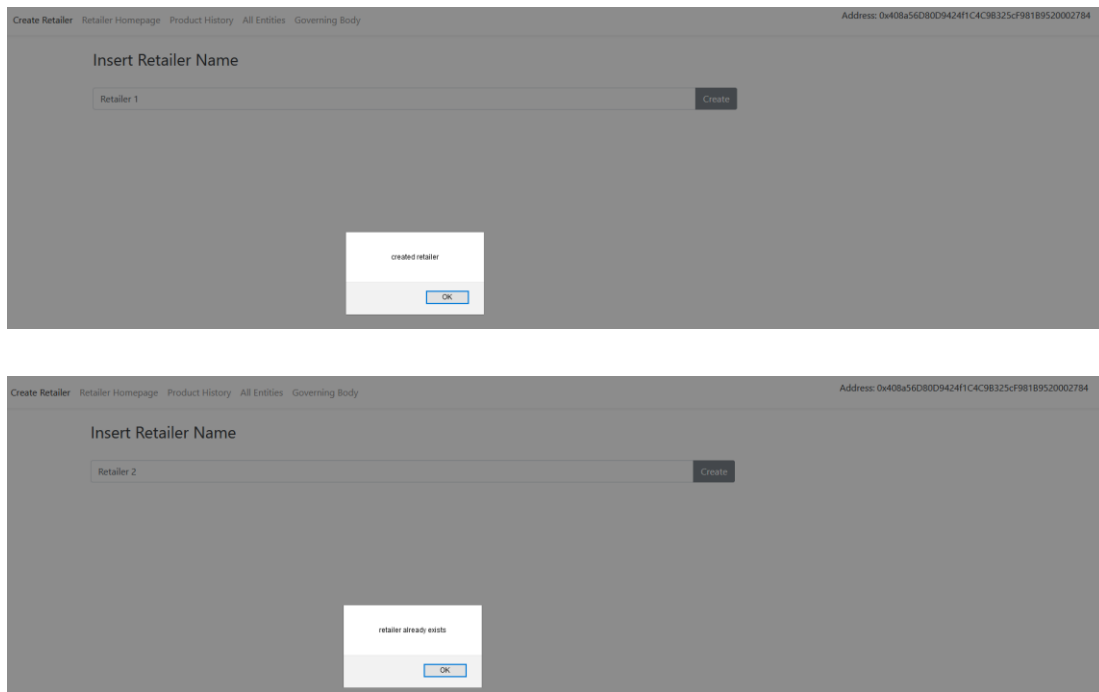 Create Retailer Retailer Homepage Product History All Entities Governing Body Address: 0x408a56D80D9424f1C4C9B325cF981B9520002784
Insert Retailer Name
Retailer 1 Create
created retailer
OK
Create Retailer Retailer Homepage Product History All Entities Governing Body Address: 0x408a56D80D9424f1C4C9B325cF981B9520002784
Insert Retailer Name
Retailer 2 Create
retailer already exists
OK